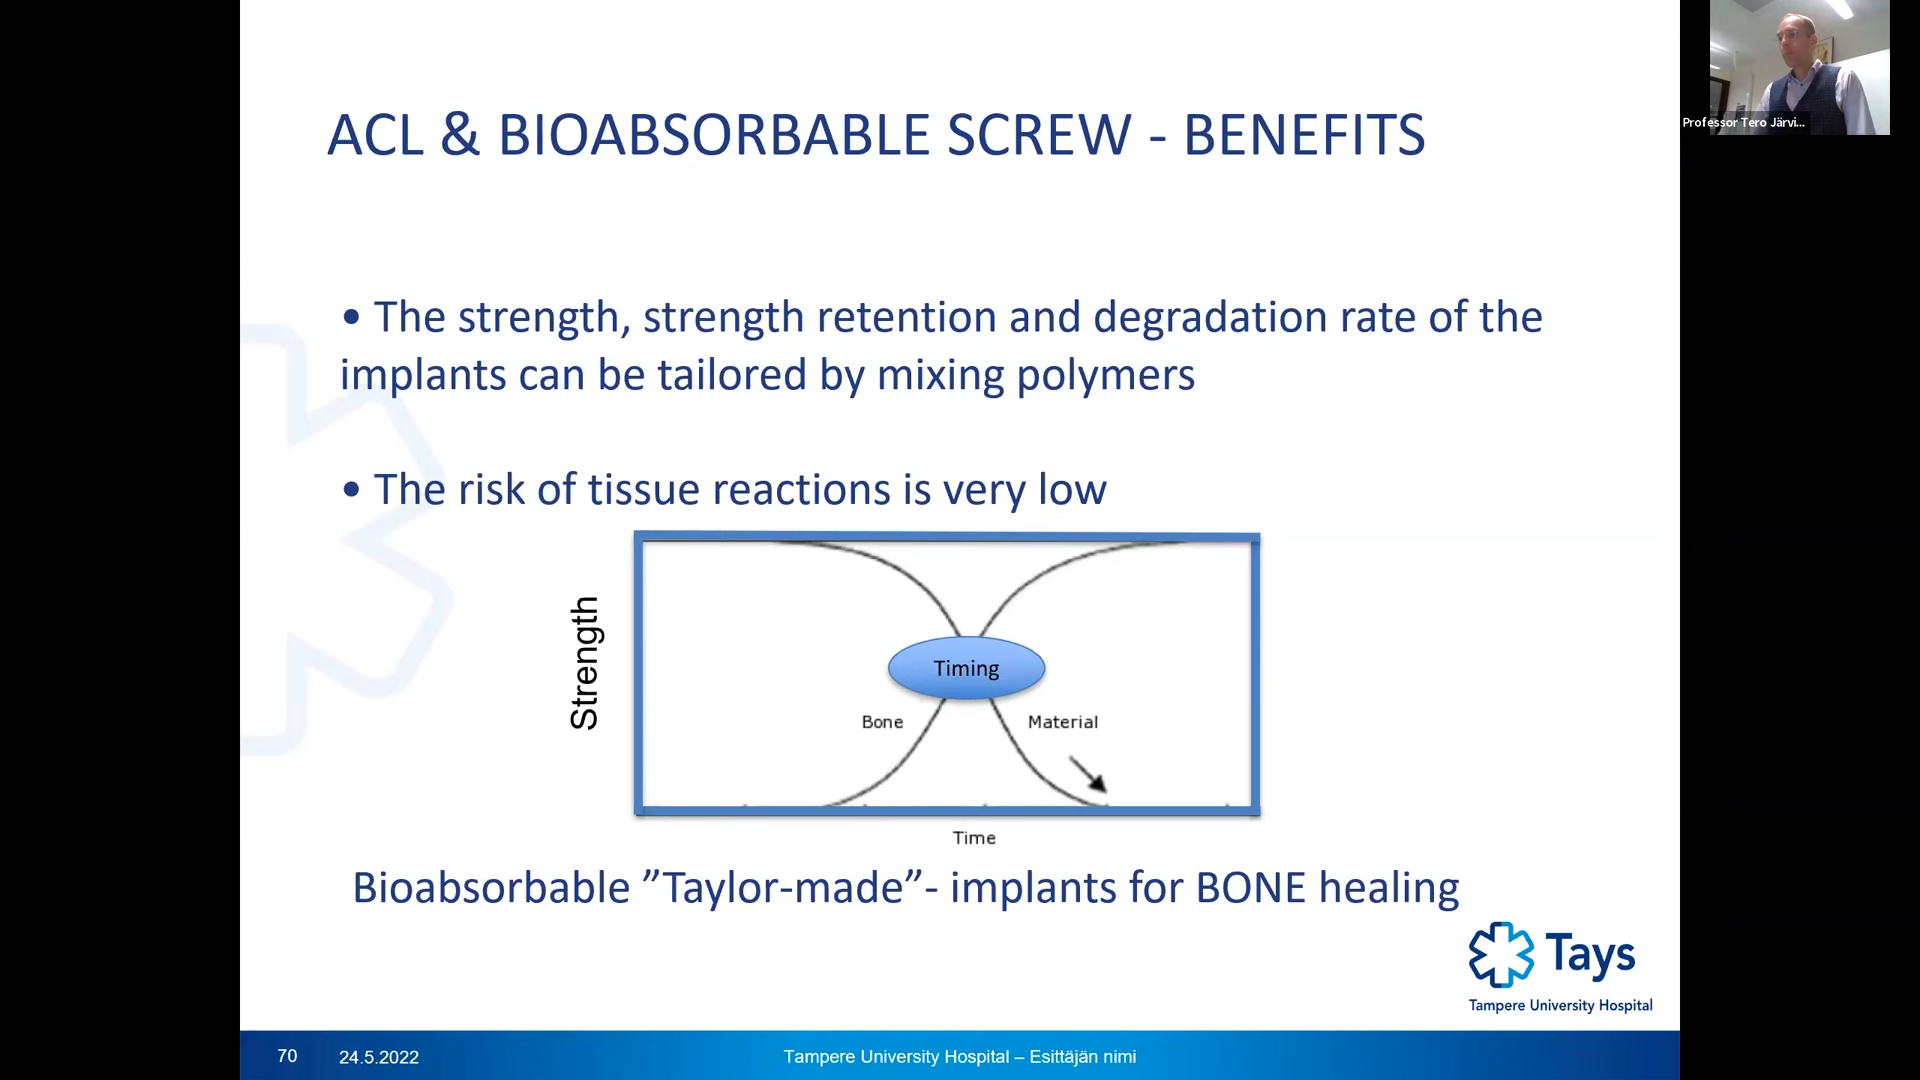 Professor Tero Järvi...
ACL & BIOABSORBABLE SCREW - BENEFITS
• The strength, strength retention and degradation rate of the
implants can be tailored by mixing polymers
• The risk of tissue reactions is very low
Strength
Timing
Bone
Material
Time
Bioabsorbable ”Taylor-made”- implants for BONE healing
Tays
Tampere University Hospital
70
24.5.2022
Tampere University Hospital – Esittäjän nimi